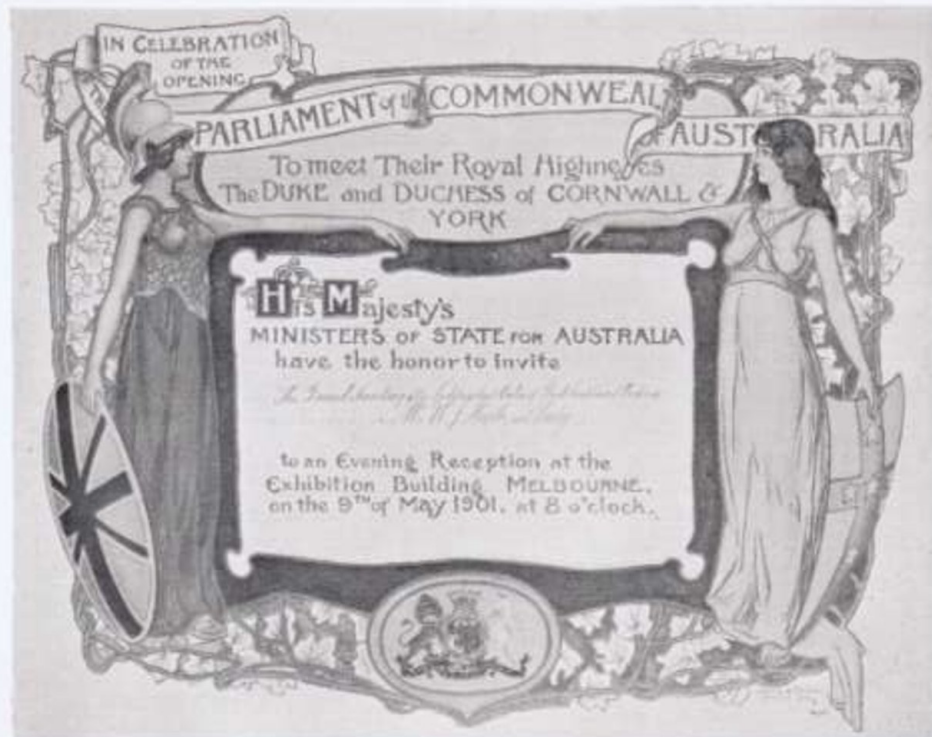 IN CELEBRATION
OF THE
OPENING
PARLIAMENT of the COMMONWEAL
of AUSTRALIA
To meet Their Royal Highnesses
The DUKE and DUCHESS of CORNWALL &
YORK
His Majesty's
MINISTERS OF STATE FOR AUSTRALIA
have the honor to invite
to an Evening Reception at the
Exhibition Building, MELBOURNE,
on the 9TH of May 1901, at 8 o'clock.